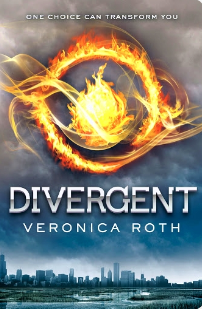 ONE CHOICE CAN TRANSFORM YOU
DIVERGENT
VERONICA ROTH